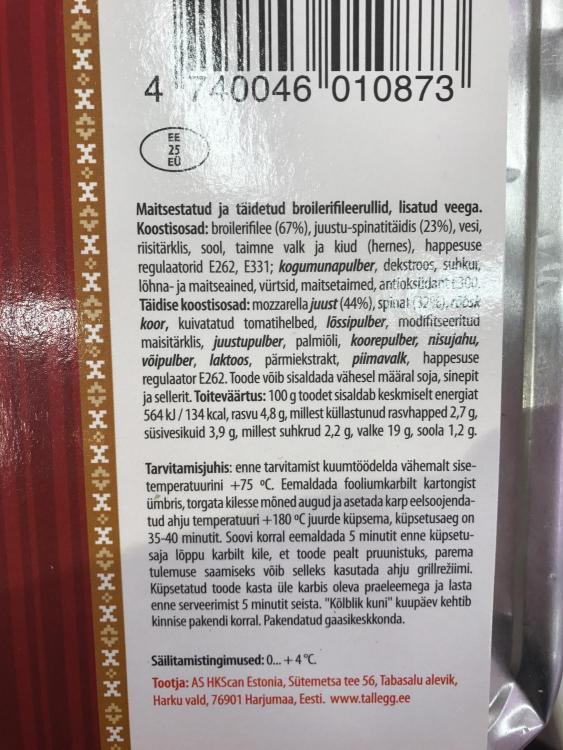 4 740046 010873
EE
25
EÜ
Maitsestatud ja täidetud broilerifileerullid, lisatud veega.
Koostisosad: broilerifilee (67%), juustu-spinatitäidis (23%), vesi,
riisitärklis, sool, taimne valk ja kiud (hernes), happesuse
regulaatorid E262, E331; kogumunapulber, dekstroos, suhkur,
lõhna- ja maitseained, vürtsid, maitsetaimed, antioksüdant E300.
Täidise koostisosad: mozzarella juust (44%), spinat (32%), rõõsk
koor, kuivatatud tomatihelbed, lõssipulber, modifitseeritud
maisitärklis, juustupulber, palmiõli, koorepulber, nisujahu,
võipulber, laktoos, pärmiekstrakt, piimavalk, happesuse
regulaator E262. Toode võib sisaldada vähesel määral soja, sinepit
ja sellerit. Toiteväärtus: 100 g toodet sisaldab keskmiselt energiat
564 kJ / 134 kcal, rasvu 4,8 g, millest küllastunud rasvhapped 2,7 g,
süsivesikuid 3,9 g, millest suhkrud 2,2 g, valke 19 g, soola 1,2 g.
Tarvitamisjuhis: enne tarvitamist kuumtöödelda vähemalt sise-
temperatuurini +75 ºC. Eemaldada fooliumkarbilt kartongist
ümbris, torgata kilesse mõned augud ja asetada karp eelsoojenda-
tud ahju temperatuuri +180 ºC juurde küpsema, küpsetusaeg on
35-40 minutit. Soovi korral eemaldada 5 minutit enne küpsetu-
saja lõppu karbilt kile, et toode pealt pruunistuks, parema
tulemuse saamiseks võib selleks kasutada ahju grillrežiimi.
Küpsetatud toode kasta üle karbis oleva praeleemega ja lasta
enne serveerimist 5 minutit seista. "Kõlblik kuni" kuupäev kehtib
kinnise pakendi korral. Pakendatud gaasikeskkonda.
Säilitamistingimused: 0... +4 ºC.
Tootja: AS HKScan Estonia, Sütemetsa tee 56, Tabasalu alevik,
Harku vald, 76901 Harjumaa, Eesti. www.tallegg.ee